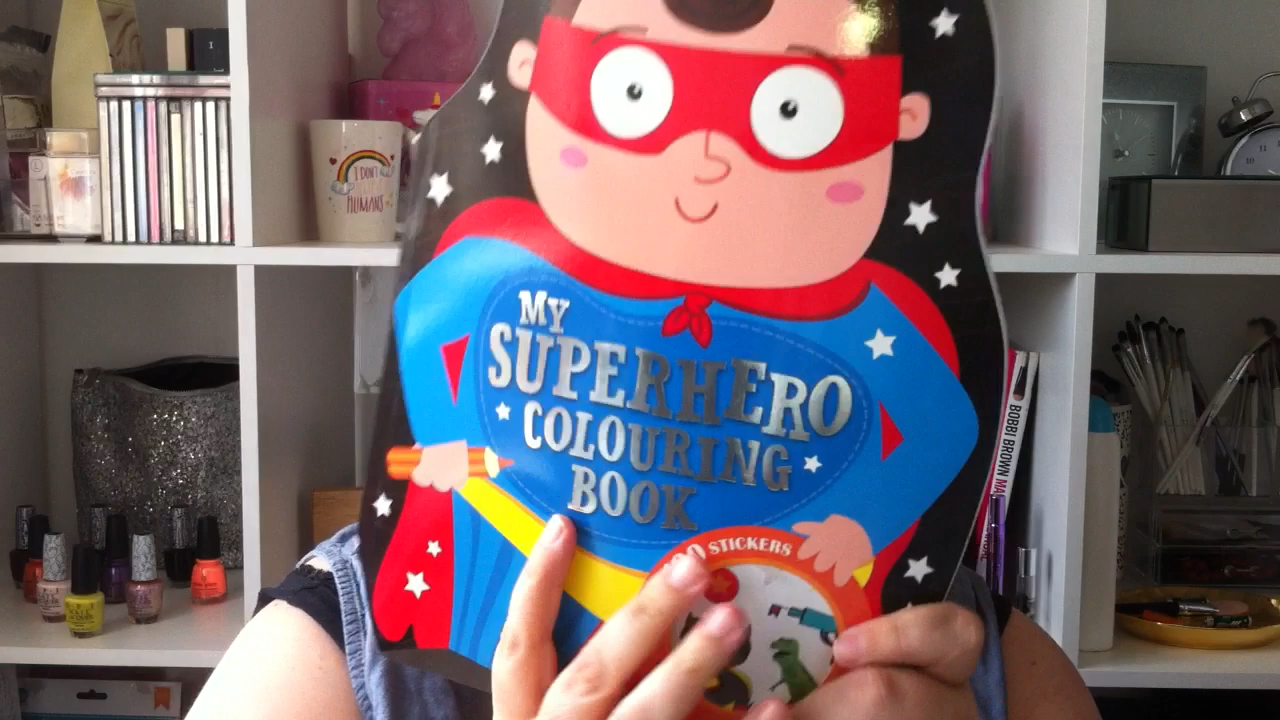 MY
SUPERHERO
COLOURING
BOOK
STICKERS
I DON'T
HUMANS
BOBBI BROWN